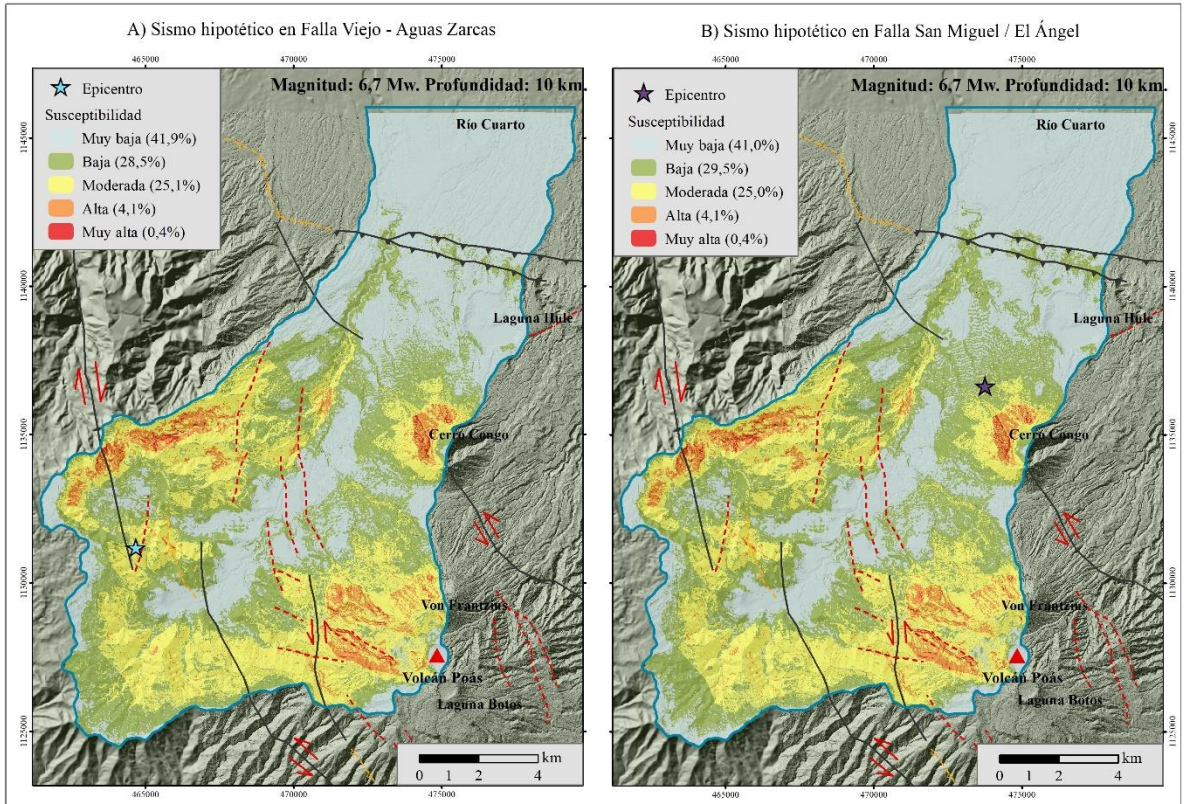 A) Sismo hipotético en Falla Viejo - Aguas Zarcas
465000
470000
475000
Epicentro
Magnitud: 6,7 Mw. Profundidad: 10 km.
Susceptibilidad
Muy baja (41,9%)
Baja (28,5%)
Moderada (25,1%)
Alta (4,1%)
Muy alta (0,4%)
Río Cuarto
Laguna Hule
Cerro Congo
Von Frantzius
Volcán Poás
Laguna Botos
1145000
1140000
1135000
1130000
1125000
km
0 1 2 4
465000
470000
475000
B) Sismo hipotético en Falla San Miguel / El Ángel
465000
470000
475000
Epicentro
Magnitud: 6,7 Mw. Profundidad: 10 km.
Susceptibilidad
Muy baja (41,0%)
Baja (29,5%)
Moderada (25,0%)
Alta (4,1%)
Muy alta (0,4%)
Río Cuarto
Laguna Hule
Cerro Congo
Von Frantzius
Volcán Poás
Laguna Botos
1145000
1140000
1135000
1130000
1125000
km
0 1 2 4
465000
470000
475000